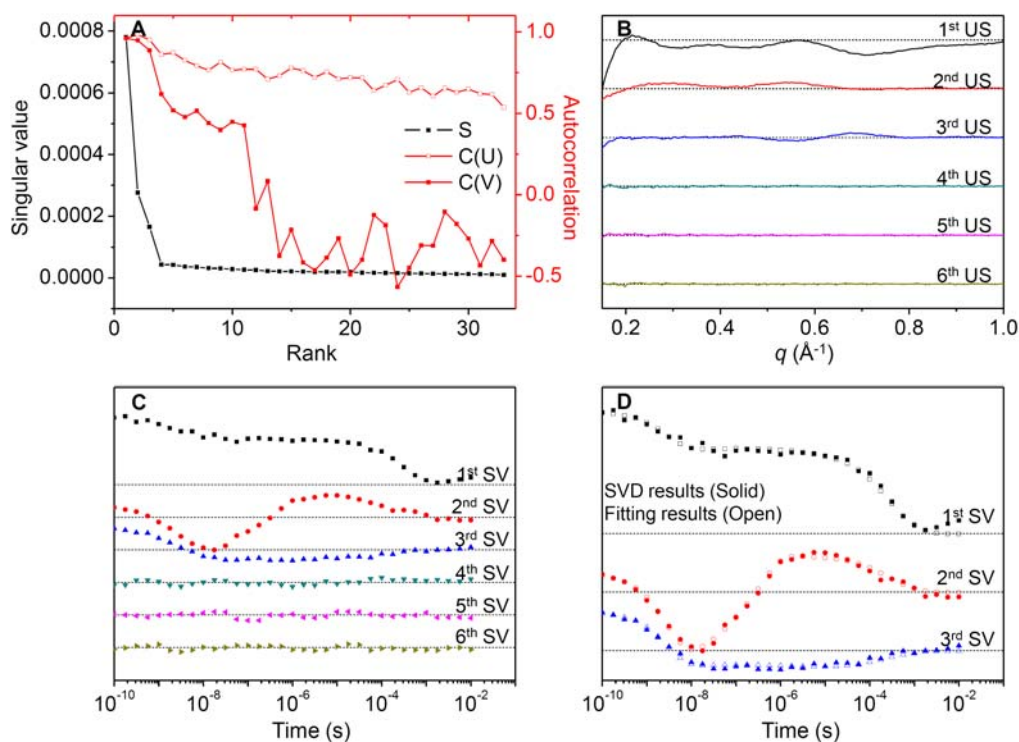 A
0.0008
0.0006
0.0004
0.0002
0.0000
Singular value
1.0
0.5
0.0
-0.5
Autocorrelation
S
C(U)
C(V)
0 10 20 30
Rank
B
1st US
2nd US
3rd US
4th US
5th US
6th US
0.2 0.4 0.6 0.8 1.0
q (Å-1)
C
1st SV
2nd SV
3rd SV
4th SV
5th SV
6th SV
10-10 10-8 10-6 10-4 10-2
Time (s)
D
SVD results (Solid)
Fitting results (Open)
1st SV
2nd SV
3rd SV
10-10 10-8 10-6 10-4 10-2
Time (s)